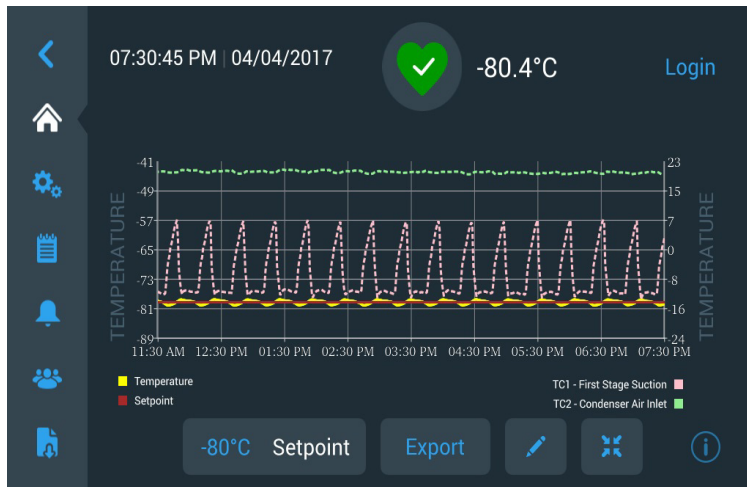 07:30:45 PM | 04/04/2017
-80.4°C
Login
TEMPERATURE
-41
-49
-57
-65
-73
-81
-89
23
15
7
0
-8
-16
-24
TEMPERATURE
11:30 AM 12:30 PM 01:30 PM 02:30 PM 03:30 PM 04:30 PM 05:30 PM 06:30 PM 07:30 PM
Temperature
Setpoint
TC1 - First Stage Suction
TC2 - Condenser Air Inlet
-80°C Setpoint
Export